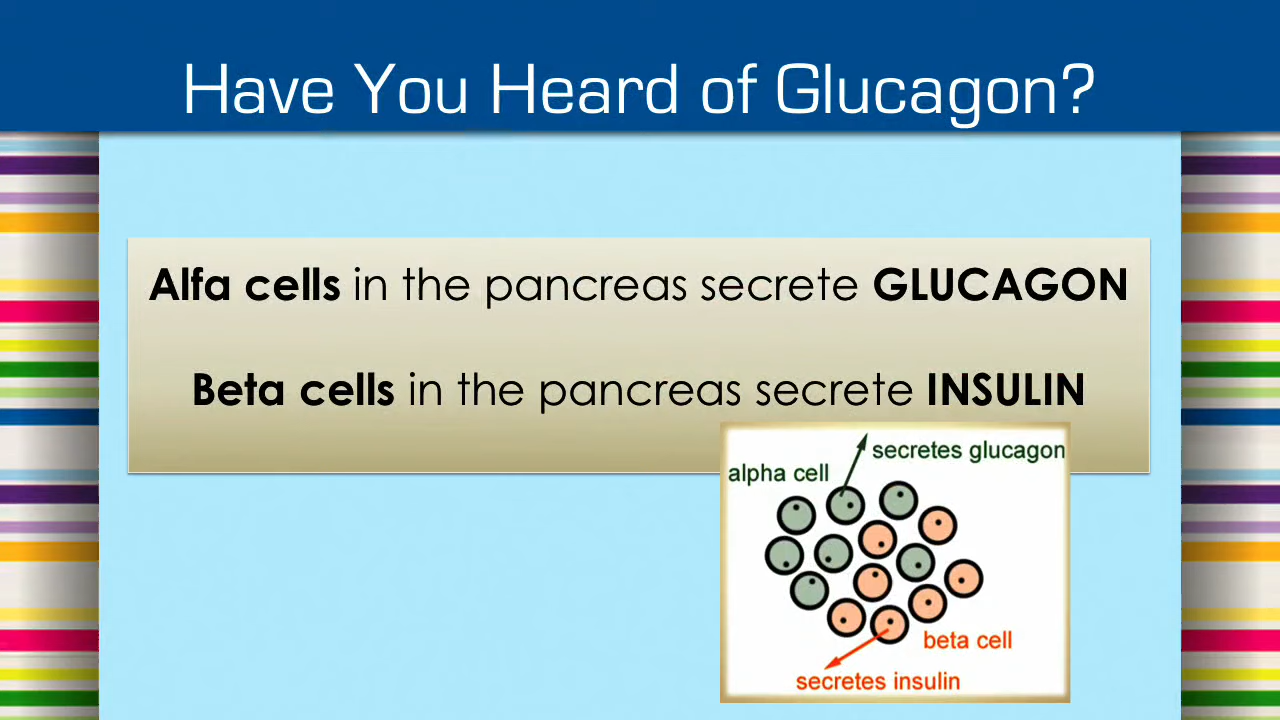 Have You Heard of Glucagon?
Alfa cells in the pancreas secrete GLUCAGON
Beta cells in the pancreas secrete INSULIN
secretes glucagon
alpha cell
beta cell
secretes insulin